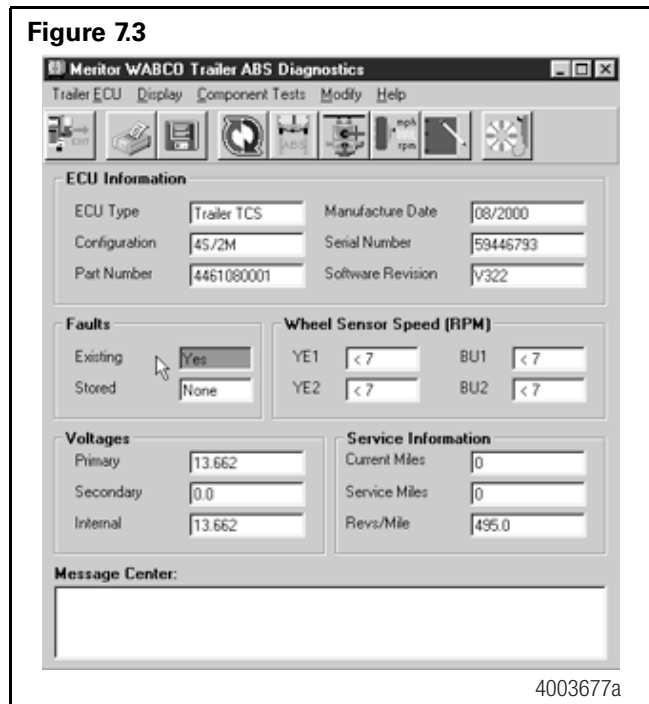 Figure 7.3
Meritor WABCO Trailer ABS Diagnostics
Trailer ECU Display Component Tests Modify Help
EXIT ABS mph rpm
ECU Information
ECU Type Trailer TCS Manufacture Date 08/2000
Configuration 4S/2M Serial Number 59446793
Part Number 4461080001 Software Revision V322
Faults Wheel Sensor Speed (RPM)
Existing Yes YE1 < 7 BU1 < 7
Stored None YE2 < 7 BU2 < 7
Voltages Service Information
Primary 13.662 Current Miles 0
Secondary 0.0 Service Miles 0
Internal 13.662 Revs/Mile 495.0
Message Center:
4003677a